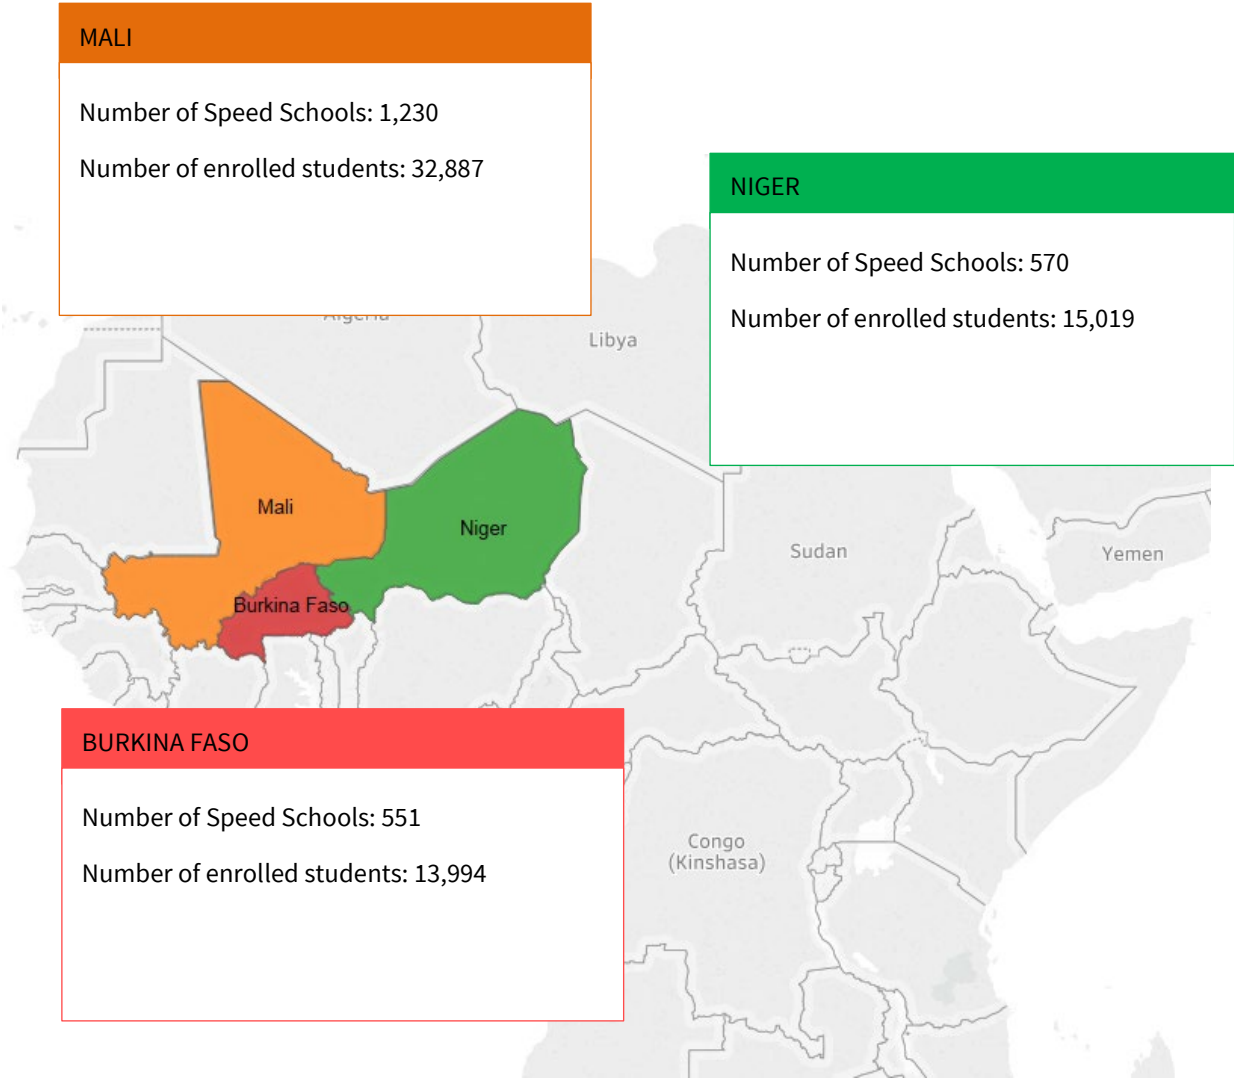 MALI
Number of Speed Schools: 1,230
Number of enrolled students: 32,887
NIGER
Number of Speed Schools: 570
Number of enrolled students: 15,019
Algeria
Libya
Mali
Niger
Sudan
Yemen
Burkina Faso
BURKINA FASO
Number of Speed Schools: 551
Number of enrolled students: 13,994
Congo
(Kinshasa)